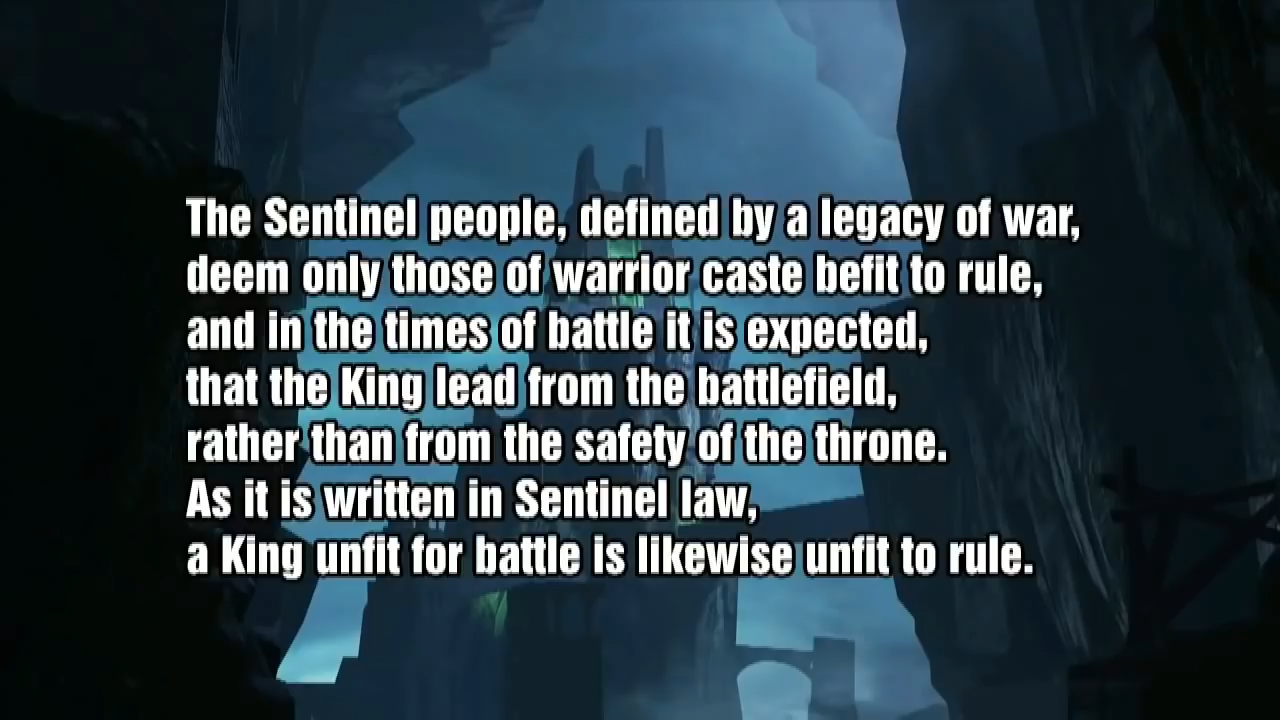 The Sentinel people, defined by a legacy of war,
deem only those of warrior caste befit to rule,
and in the times of battle it is expected,
that the King lead from the battlefield,
rather than from the safety of the throne.
As it is written in Sentinel law,
a King unfit for battle is likewise unfit to rule.